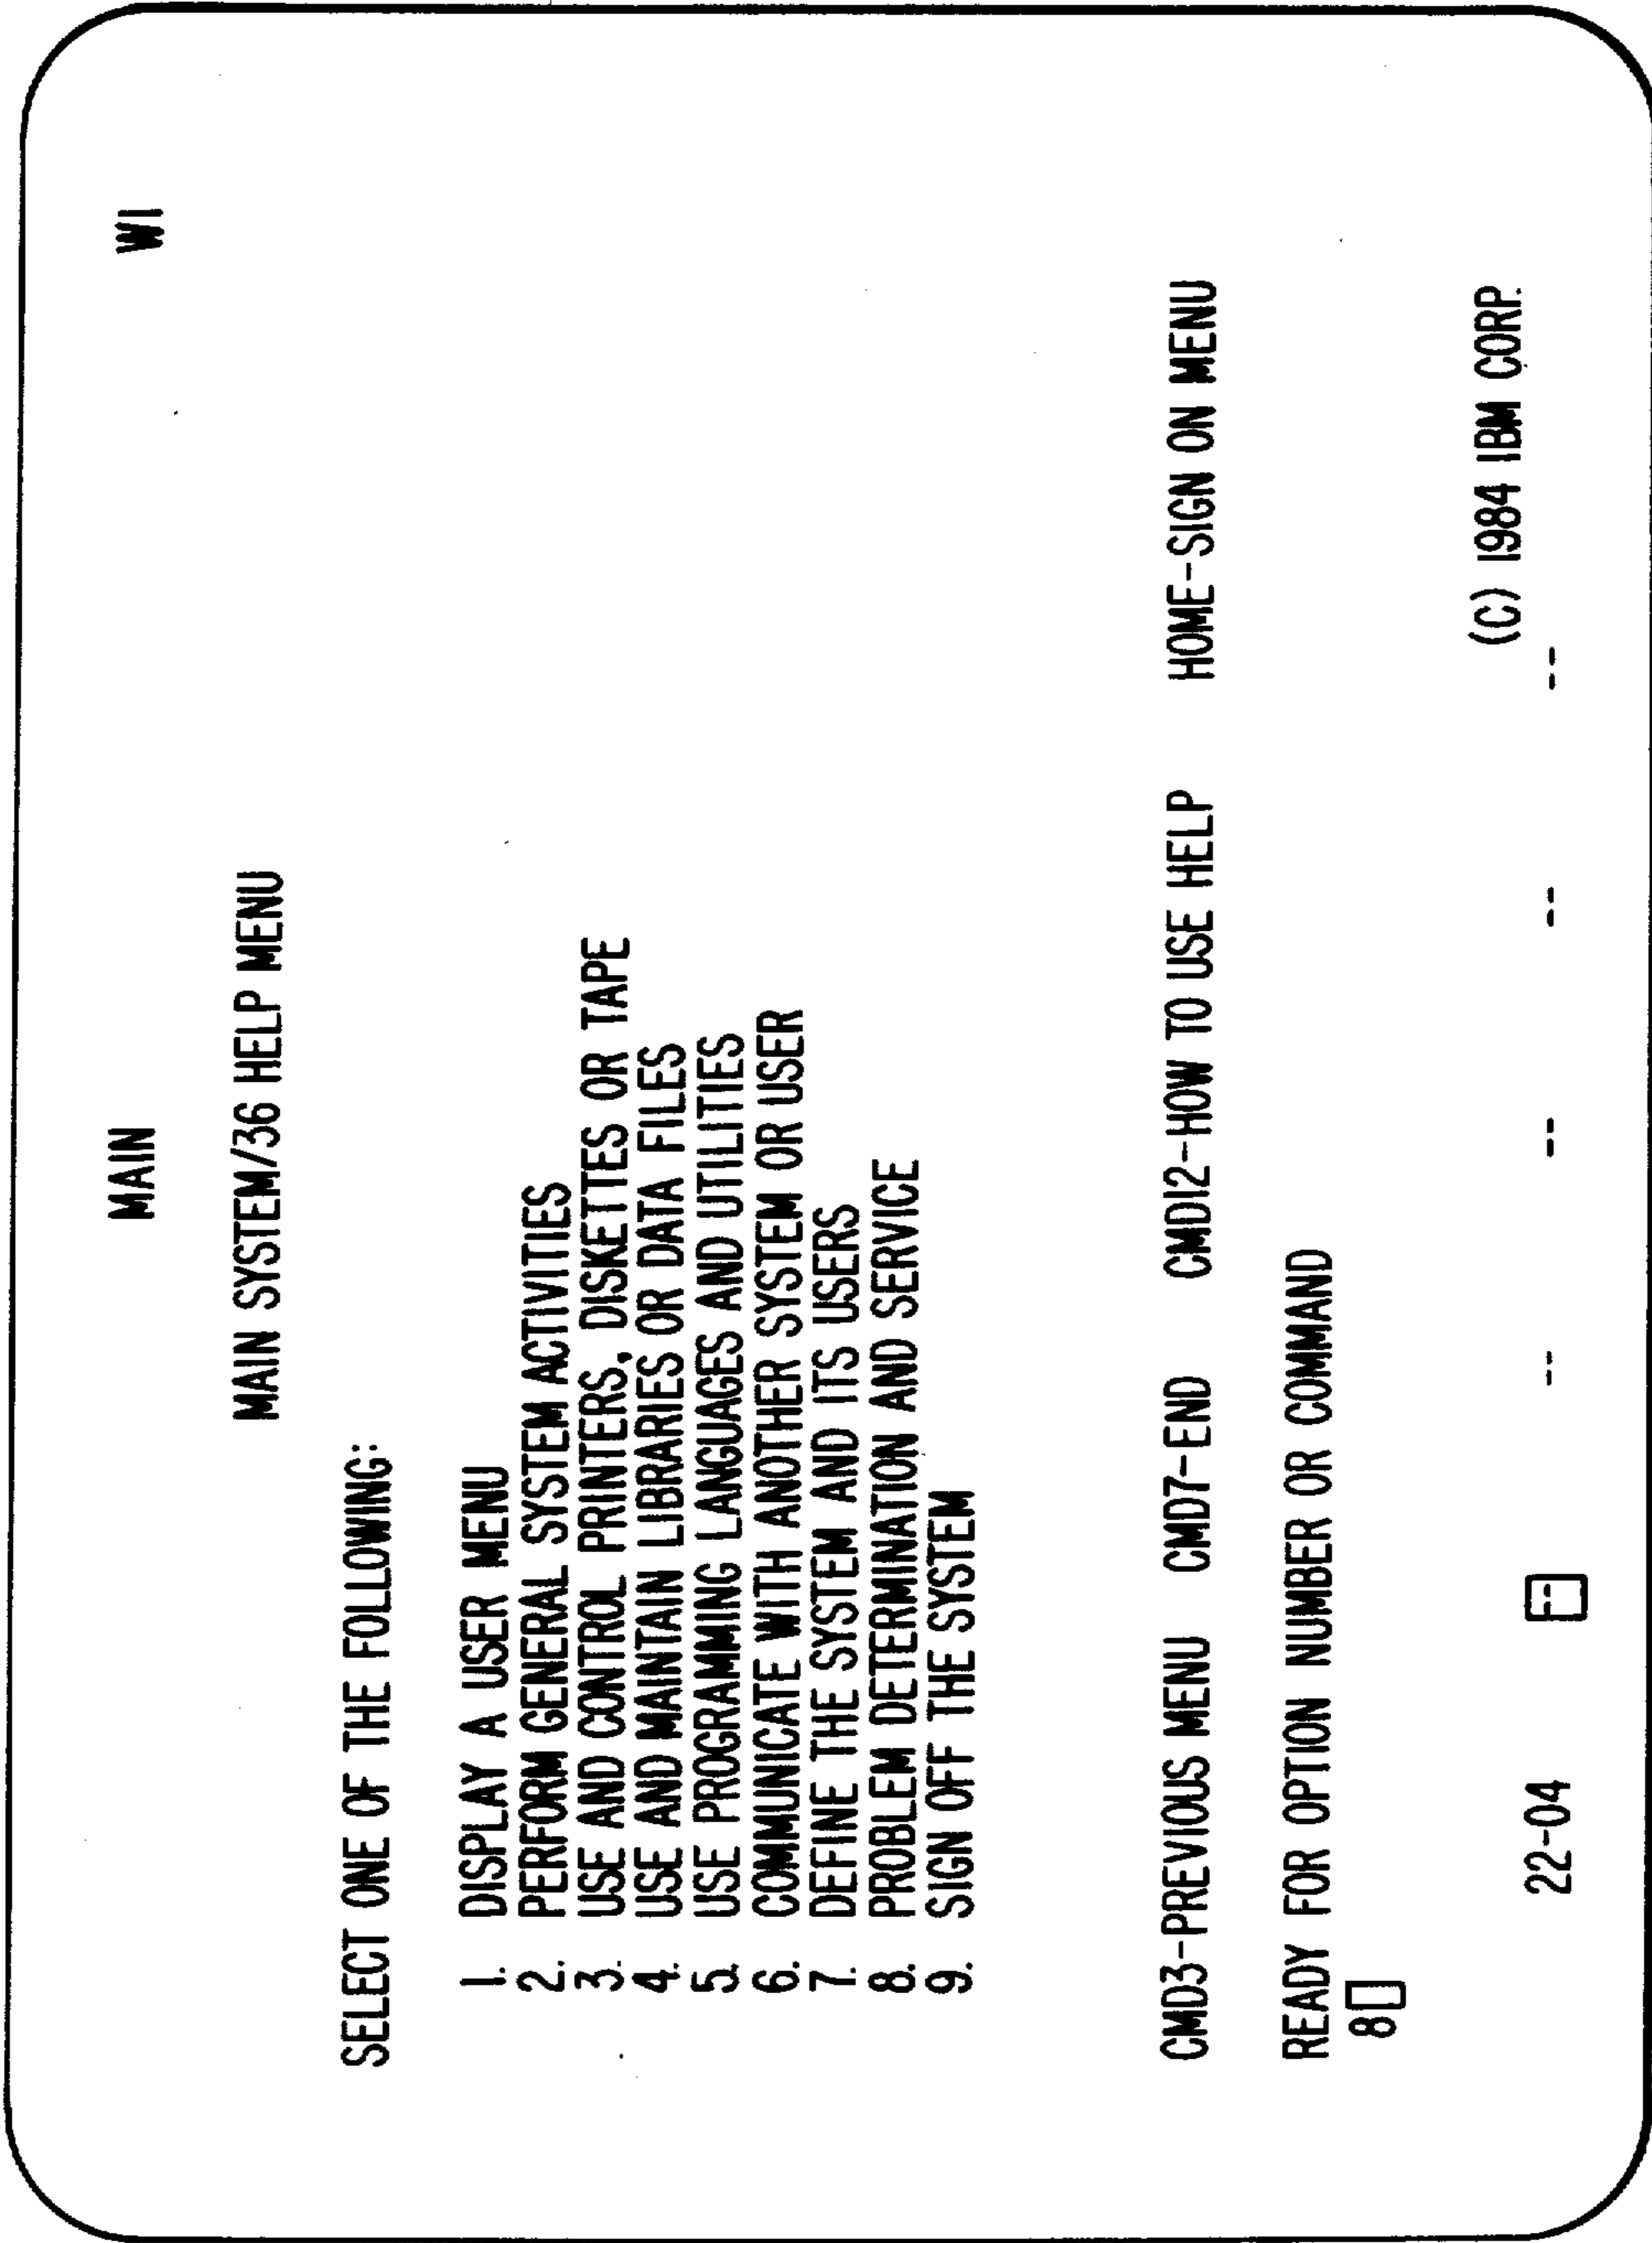 MAIN W1
MAIN SYSTEM/36 HELP MENU
SELECT ONE OF THE FOLLOWING:
1. DISPLAY A USER MENU
2. PERFORM GENERAL SYSTEM ACTIVITIES
3. USE AND CONTROL PRINTERS, DISKETTES OR TAPE
4. USE AND MAINTAIN LIBRARIES OR DATA FILES
5. USE PROGRAMMING LANGUAGES AND UTILITIES
6. COMMUNICATE WITH ANOTHER SYSTEM OR USER
7. DEFINE THE SYSTEM AND ITS USERS
8. PROBLEM DETERMINATION AND SERVICE
9. SIGN OFF THE SYSTEM
CMD3-PREVIOUS MENU CMD7-END CMD12-HOW TO USE HELP HOME-SIGN ON MENU
READY FOR OPTION NUMBER OR COMMAND
8
(C) 1984 IBM CORP.
22-04 -- -- -- -- --